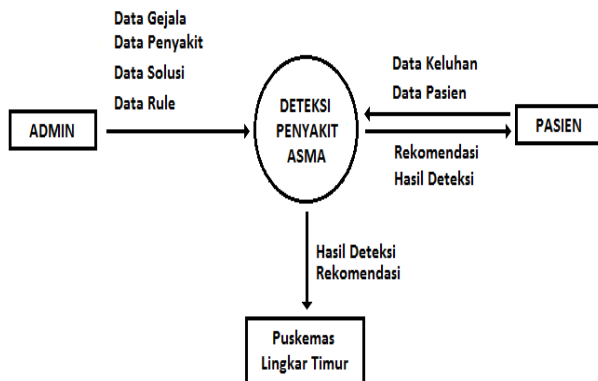 Data Gejala
Data Penyakit
Data Solusi
Data Rule
ADMIN
DETEKSI
PENYAKIT
ASMA
Data Keluhan
Data Pasien
PASIEN
Rekomendasi
Hasil Deteksi
Hasil Deteksi
Rekomendasi
Puskemas
Lingkar Timur